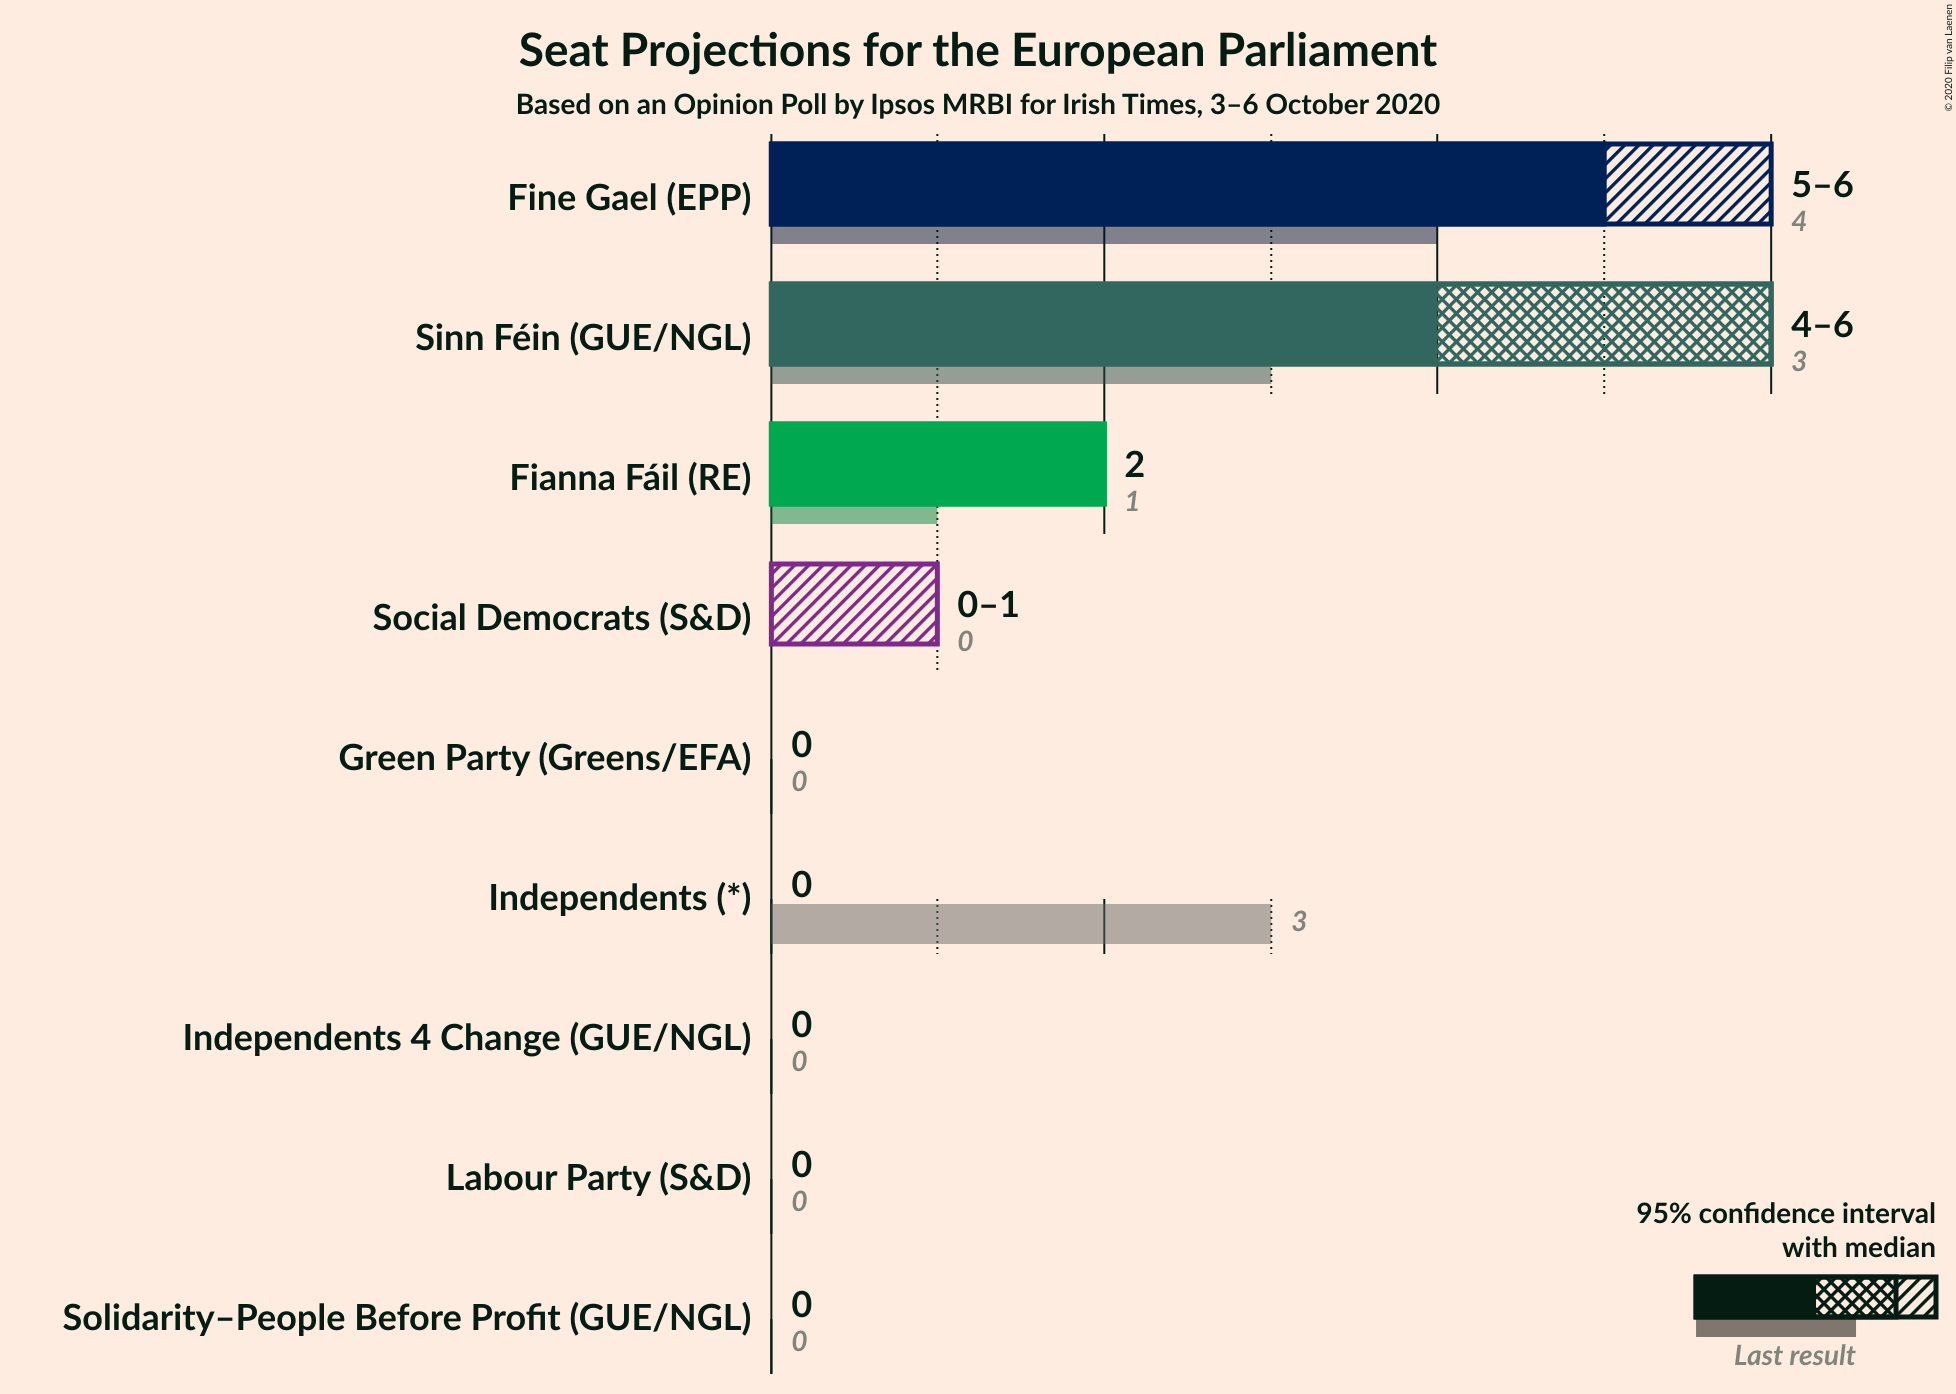 Seat Projections for the European Parliament
Based on an Opinion Poll by Ipsos MRBI for Irish Times, 3–6 October 2020
© 2020 Filip van Laenen
Fine Gael (EPP)
5–6
4
Sinn Féin (GUE/NGL)
4–6
3
Fianna Fáil (RE)
2
1
Social Democrats (S&D)
0–1
0
Green Party (Greens/EFA)
0
0
Independents (*)
0
3
Independents 4 Change (GUE/NGL)
0
0
Labour Party (S&D)
0
0
Solidarity–People Before Profit (GUE/NGL)
0
0
95% confidence interval
with median
Last result